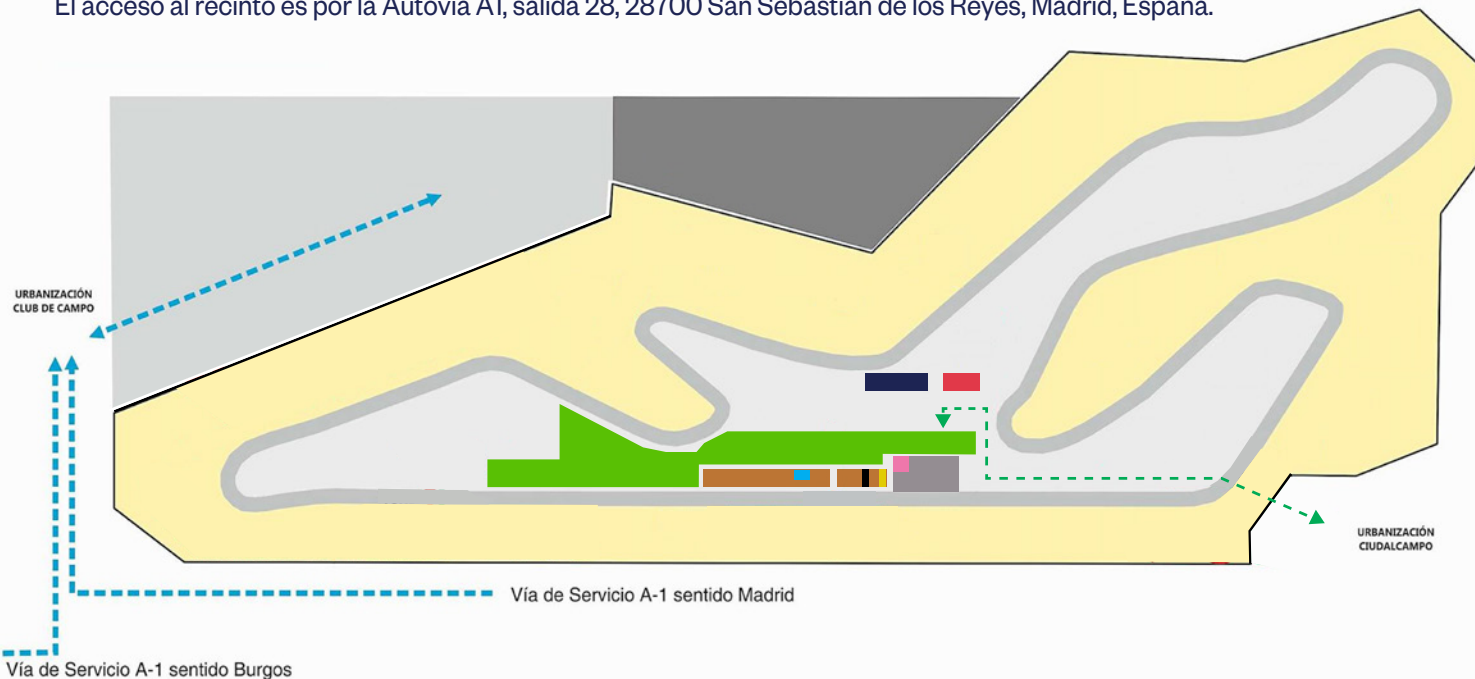 El acceso al recinto es por la Autovía A1, salida 28, 28700 San Sebastián de los Reyes, Madrid, España.
URBANIZACIÓN
CLUB DE CAMPO
URBANIZACIÓN
CIUDALCAMPO
Vía de Servicio A-1 sentido Madrid
Vía de Servicio A-1 sentido Burgos